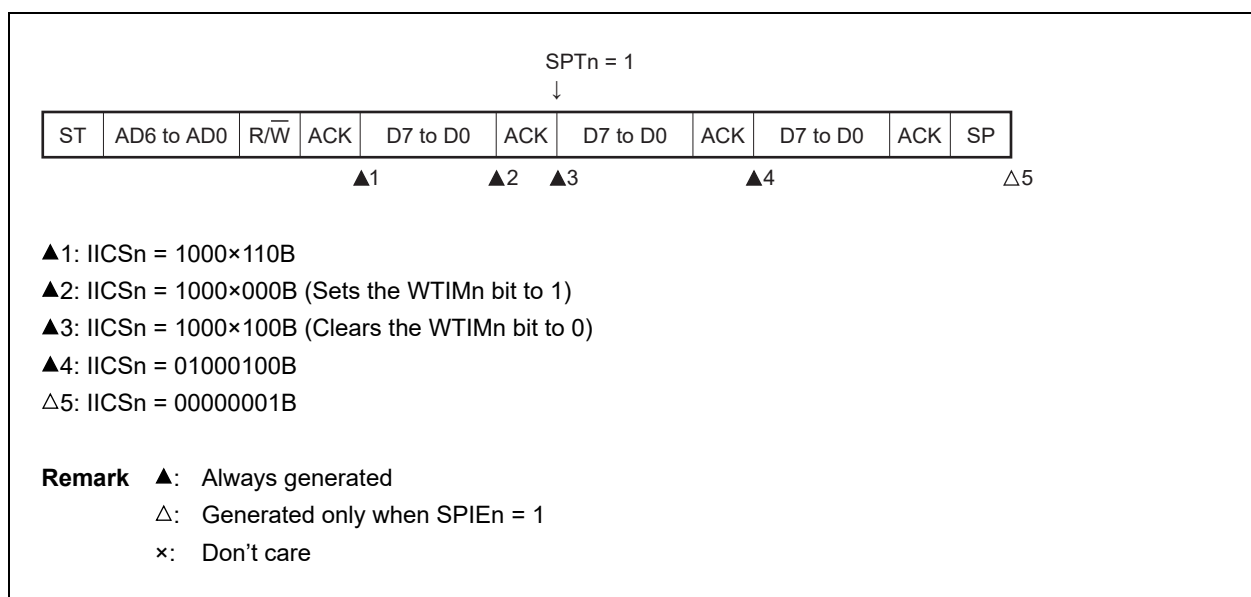 SPTn = 1
↓
ST AD6 to AD0 R/W̅ ACK D7 to D0 ACK D7 to D0 ACK D7 to D0 ACK SP
▲1 ▲2 ▲3 ▲4 △5
▲1: IICSn = 1000×110B
▲2: IICSn = 1000×000B (Sets the WTIMn bit to 1)
▲3: IICSn = 1000×100B (Clears the WTIMn bit to 0)
▲4: IICSn = 01000100B
△5: IICSn = 00000001B
Remark ▲: Always generated
△: Generated only when SPIEn = 1
×: Don’t care